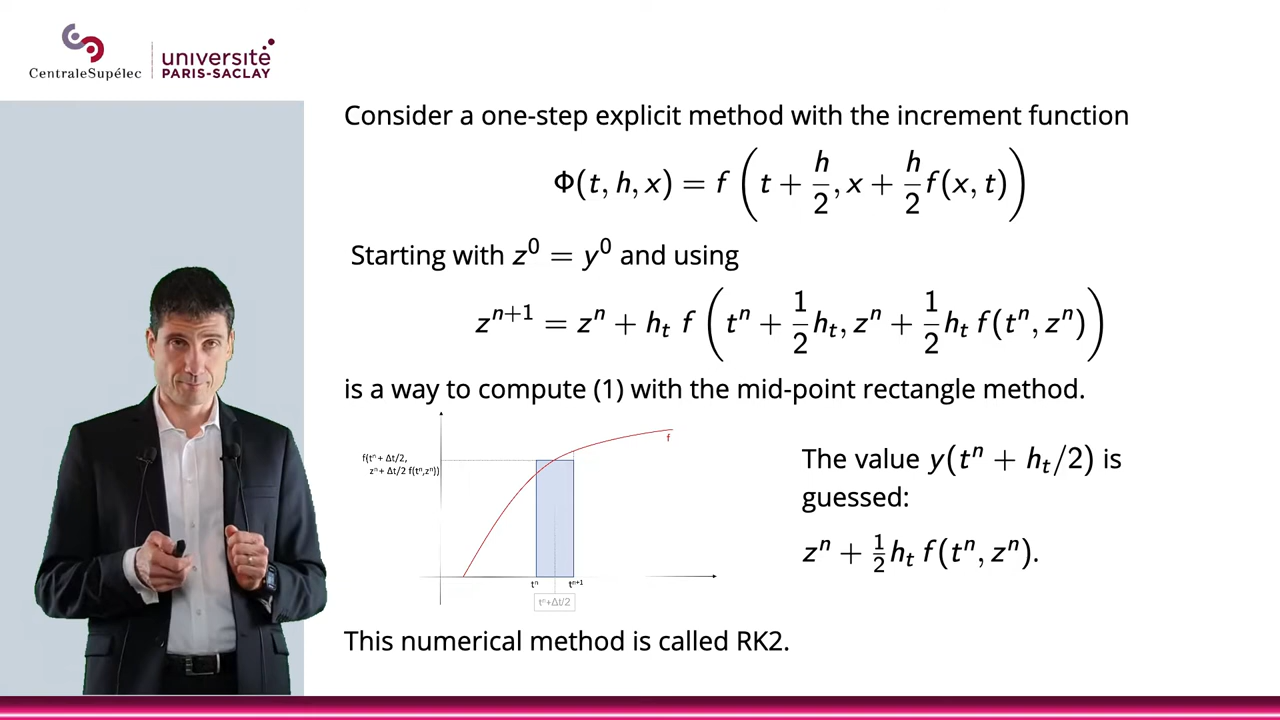 CentraleSupélec
université
PARIS-SACLAY
Consider a one-step explicit method with the increment function
Φ(t, h, x) = f ( t + h/2 , x + h/2 f(x, t) )
Starting with z⁰ = y⁰ and using
zⁿ⁺¹ = zⁿ + hₜ f ( tⁿ + 1/2 hₜ, zⁿ + 1/2 hₜ f(tⁿ, zⁿ) )
is a way to compute (1) with the mid-point rectangle method.
f
f(tⁿ + Δt/2,
zⁿ + Δt/2 f(tⁿ,zⁿ))
tⁿ tⁿ⁺¹
tⁿ+Δt/2
The value y(tⁿ + hₜ/2) is
guessed:
zⁿ + ½hₜ f(tⁿ, zⁿ).
This numerical method is called RK2.